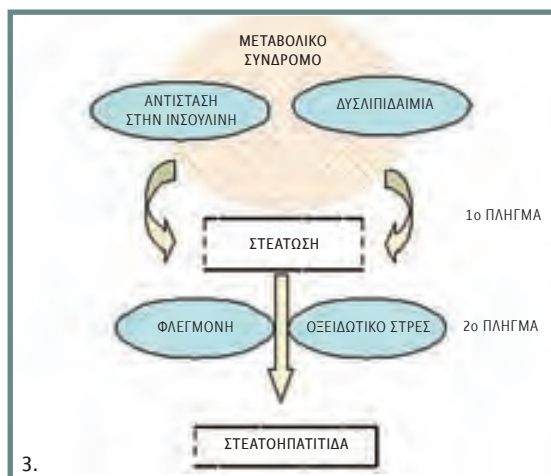 ΜΕΤΑΒΟΛΙΚΟ
ΣΥΝΔΡΟΜΟ
ΑΝΤΙΣΤΑΣΗ
ΣΤΗΝ ΙΝΣΟΥΛΙΝΗ
ΔΥΣΛΙΠΙΔΑΙΜΙΑ
1ο ΠΛΗΓΜΑ
ΣΤΕΑΤΩΣΗ
ΦΛΕΓΜΟΝΗ
ΟΞΕΙΔΩΤΙΚΟ ΣΤΡΕΣ
2ο ΠΛΗΓΜΑ
ΣΤΕΑΤΟΗΠΑΤΙΤΙΔΑ
3.